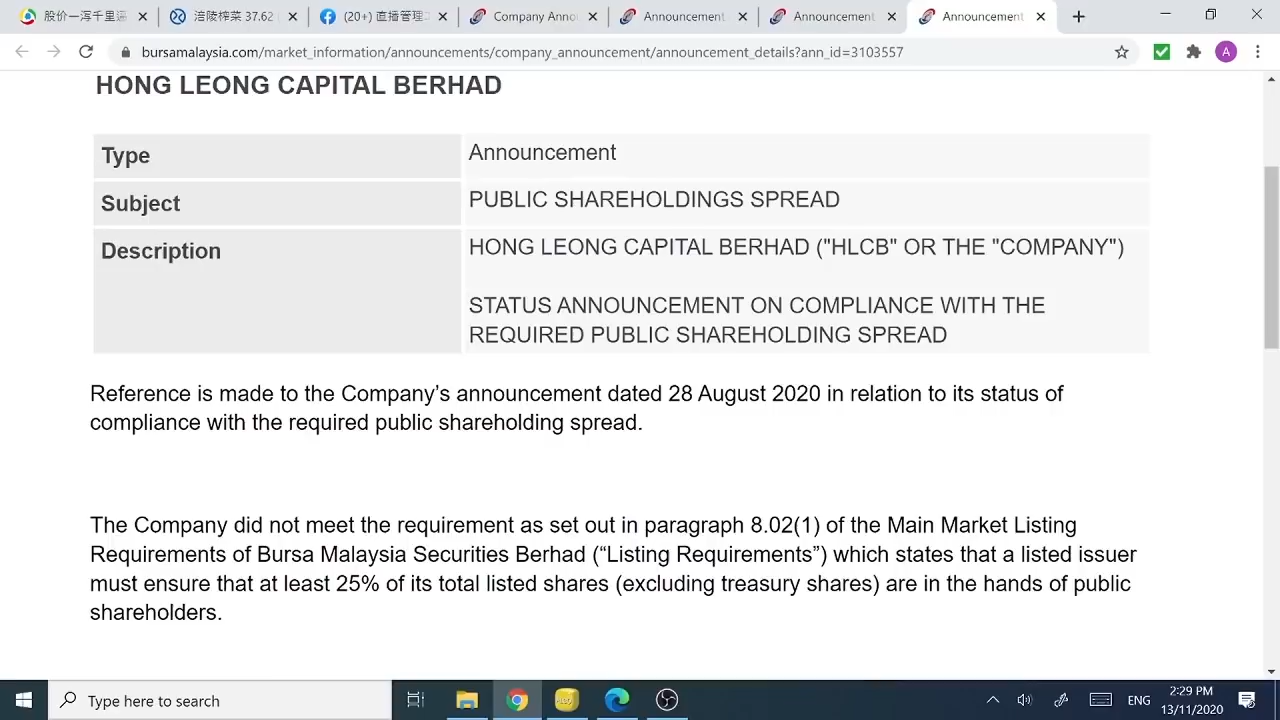 股价一泻千里
涪陵榨菜 37.62
(20+) 直播管理
Company Anno
Announcement
Announcement
Announcement
bursamalaysia.com/market_information/announcements/company_announcement/announcement_details?ann_id=3103557
A
HONG LEONG CAPITAL BERHAD
Type
Announcement
Subject
PUBLIC SHAREHOLDINGS SPREAD
Description
HONG LEONG CAPITAL BERHAD ("HLCB" OR THE "COMPANY")
STATUS ANNOUNCEMENT ON COMPLIANCE WITH THE
REQUIRED PUBLIC SHAREHOLDING SPREAD
Reference is made to the Company’s announcement dated 28 August 2020 in relation to its status of
compliance with the required public shareholding spread.
The Company did not meet the requirement as set out in paragraph 8.02(1) of the Main Market Listing
Requirements of Bursa Malaysia Securities Berhad (“Listing Requirements”) which states that a listed issuer
must ensure that at least 25% of its total listed shares (excluding treasury shares) are in the hands of public
shareholders.
Type here to search
ENG
2:29 PM
13/11/2020